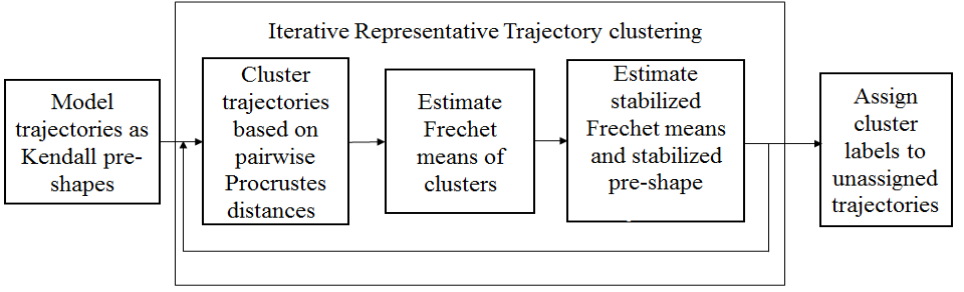 Iterative Representative Trajectory clustering
Model
trajectories as
Kendall pre-
shapes
Cluster
trajectories
based on
pairwise
Procrustes
distances
Estimate
Frechet
means of
clusters
Estimate
stabilized
Frechet means
and stabilized
pre-shape
Assign
cluster
labels to
unassigned
trajectories